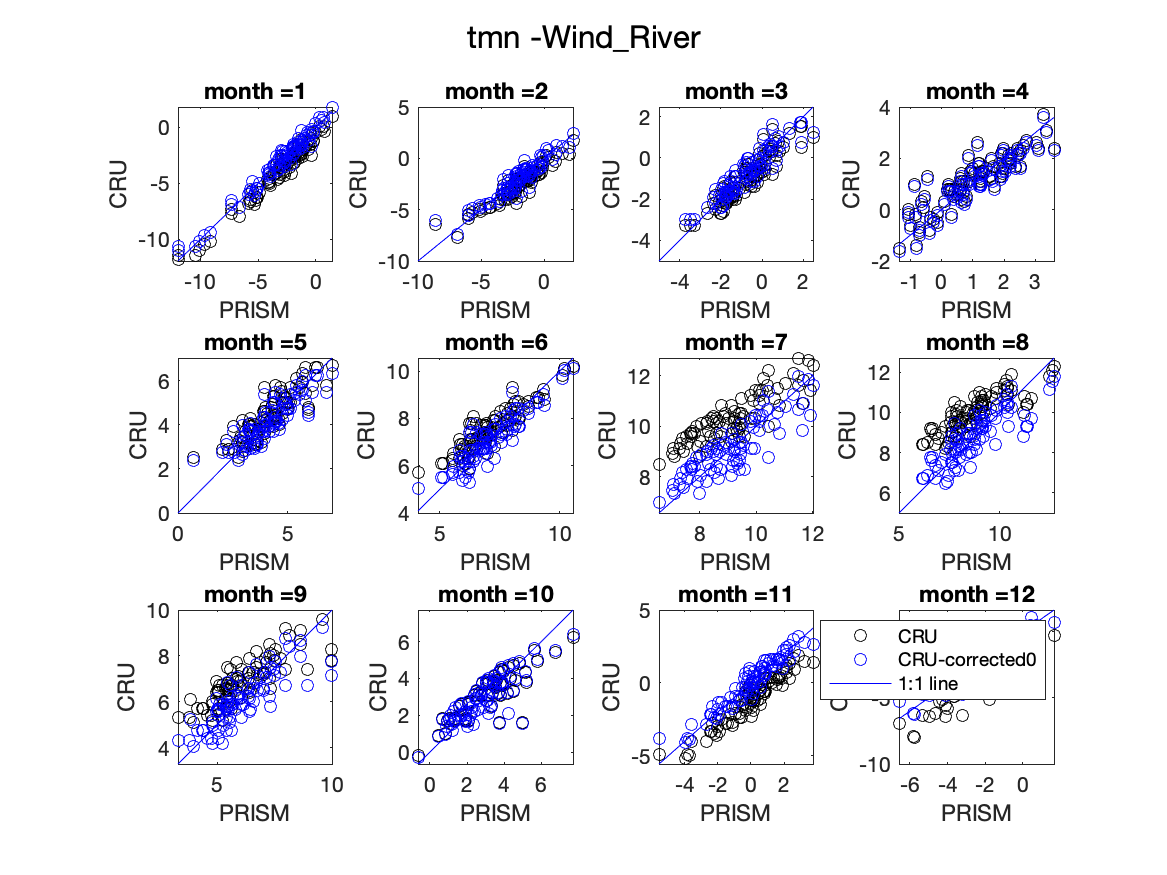 tmn -Wind_River
month =1
month =2
month =3
month =4
0
-5
-10
CRU
-10 -5 0
PRISM
5
0
-5
-10
CRU
-5 0
PRISM
2
0
-2
-4
CRU
-4 -2 0 2
PRISM
4
2
0
-2
CRU
-1 0 1 2 3
PRISM
month =5
month =6
month =7
month =8
6
4
2
0
CRU
0 5
PRISM
10
8
6
4
CRU
5 10
PRISM
12
10
8
CRU
8 10 12
PRISM
12
10
8
6
CRU
5 10
PRISM
month =9
month =10
month =11
month =12
10
8
6
4
CRU
5 10
PRISM
6
4
2
0
CRU
0 2 4 6
PRISM
5
0
-5
CRU
-4 -2 0 2
PRISM
5
CRU
CRU-corrected0
1:1 line
-10
-6 -4 -2 0
PRISM